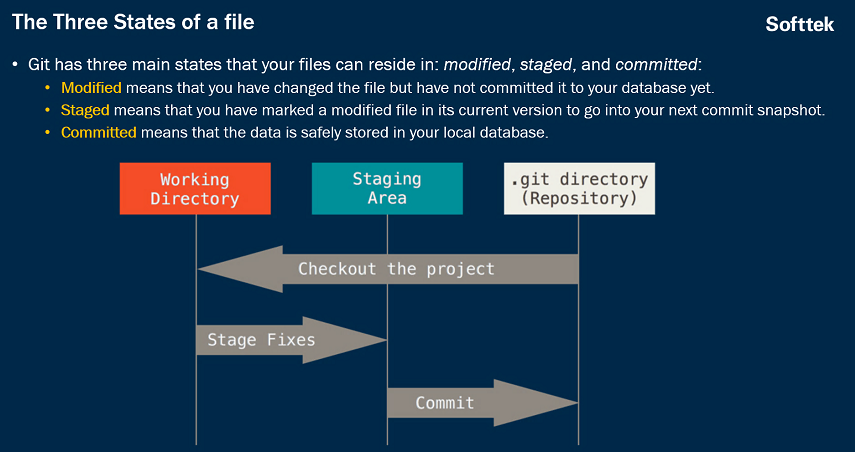 The Three States of a file
Softtek
• Git has three main states that your files can reside in: modified, staged, and committed:
• Modified means that you have changed the file but have not committed it to your database yet.
• Staged means that you have marked a modified file in its current version to go into your next commit snapshot.
• Committed means that the data is safely stored in your local database.
Working
Directory
Staging
Area
.git directory
(Repository)
Checkout the project
Stage Fixes
Commit